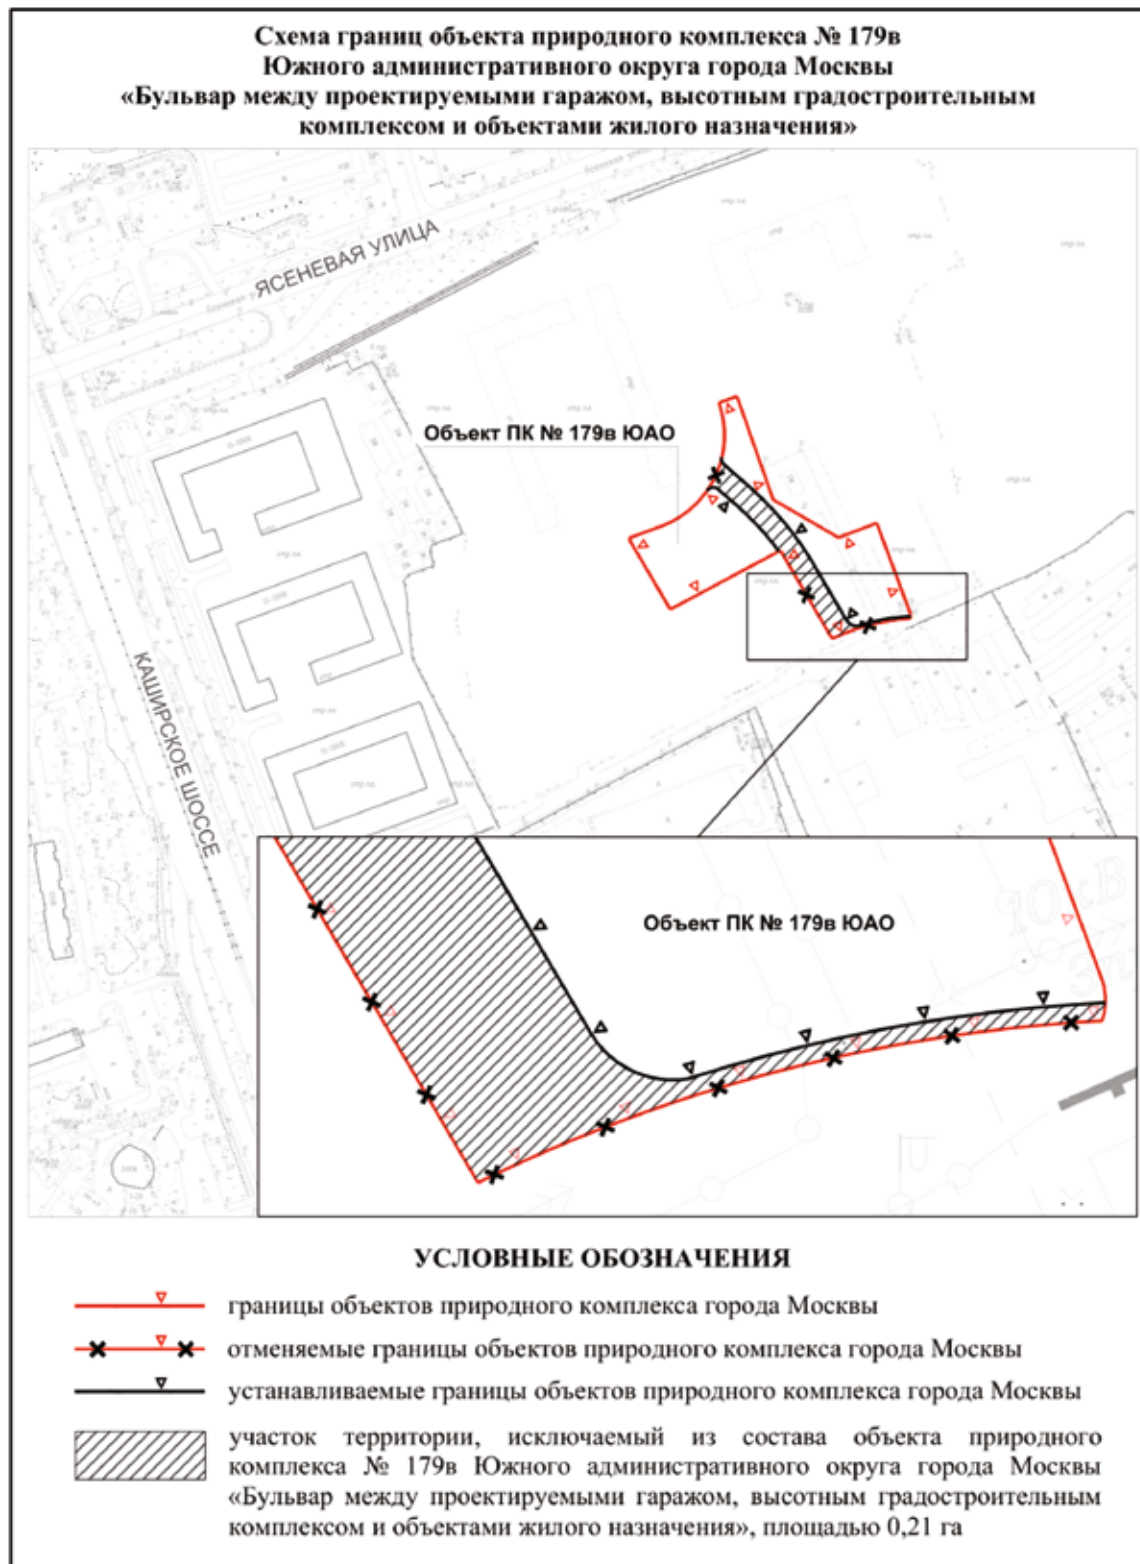 Схема границ объекта природного комплекса № 179в
Южного административного округа города Москвы
«Бульвар между проектируемыми гаражом, высотным градостроительным
комплексом и объектами жилого назначения»
ЯСЕНЕВАЯ УЛИЦА
Объект ПК № 179в ЮАО
КАШИРСКОЕ ШОССЕ
Объект ПК № 179в ЮАО
10кВ
УСЛОВНЫЕ ОБОЗНАЧЕНИЯ
границы объектов природного комплекса города Москвы
отменяемые границы объектов природного комплекса города Москвы
устанавливаемые границы объектов природного комплекса города Москвы
участок территории, исключаемый из состава объекта природного
комплекса № 179в Южного административного округа города Москвы
«Бульвар между проектируемыми гаражом, высотным градостроительным
комплексом и объектами жилого назначения», площадью 0,21 га